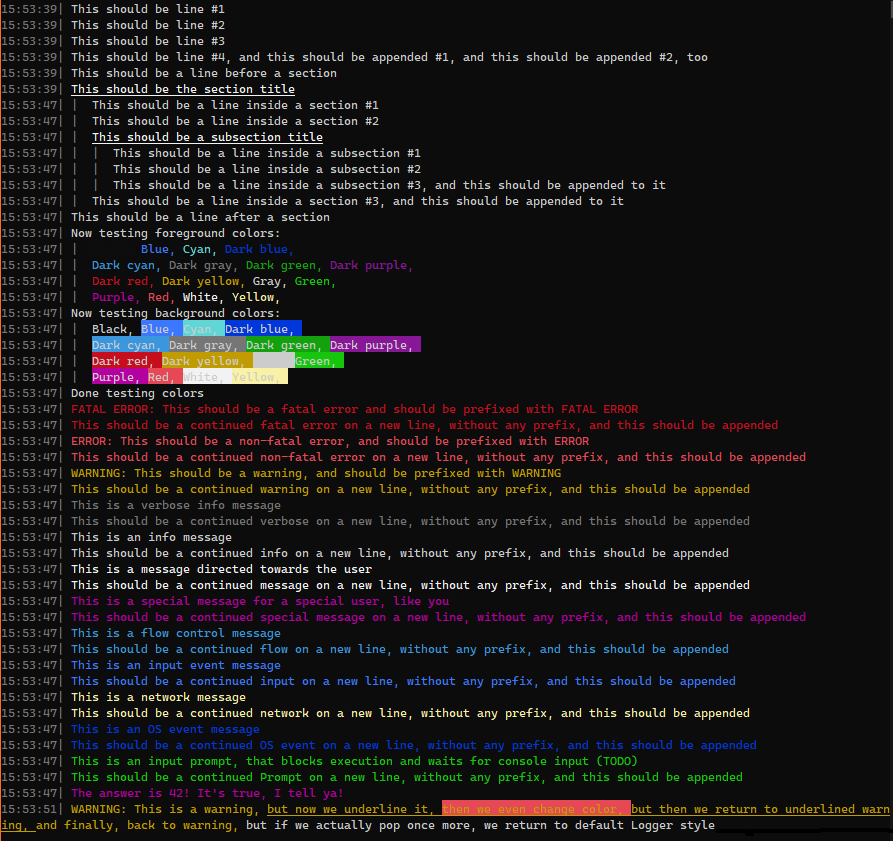 15:53:39| This should be line #1
15:53:39| This should be line #2
15:53:39| This should be line #3
15:53:39| This should be line #4, and this should be appended #1, and this should be appended #2, too
15:53:39| This should be a line before a section
15:53:39| This should be the section title
15:53:47| | This should be a line inside a section #1
15:53:47| | This should be a line inside a section #2
15:53:47| | This should be a subsection title
15:53:47| | | This should be a line inside a subsection #1
15:53:47| | | This should be a line inside a subsection #2
15:53:47| | | This should be a line inside a subsection #3, and this should be appended to it
15:53:47| | This should be a line inside a section #3, and this should be appended to it
15:53:47| This should be a line after a section
15:53:47| Now testing foreground colors:
15:53:47| | Blue, Cyan, Dark blue,
15:53:47| | Dark cyan, Dark gray, Dark green, Dark purple,
15:53:47| | Dark red, Dark yellow, Gray, Green,
15:53:47| | Purple, Red, White, Yellow,
15:53:47| Now testing background colors:
15:53:47| | Black, Blue, Cyan, Dark blue,
15:53:47| | Dark cyan, Dark gray, Dark green, Dark purple,
15:53:47| | Dark red, Dark yellow, Green,
15:53:47| | Purple, Red, White, Yellow,
15:53:47| Done testing colors
15:53:47| FATAL ERROR: This should be a fatal error and should be prefixed with FATAL ERROR
15:53:47| This should be a continued fatal error on a new line, without any prefix, and this should be appended
15:53:47| ERROR: This should be a non-fatal error, and should be prefixed with ERROR
15:53:47| This should be a continued non-fatal error on a new line, without any prefix, and this should be appended
15:53:47| WARNING: This should be a warning, and should be prefixed with WARNING
15:53:47| This should be a continued warning on a new line, without any prefix, and this should be appended
15:53:47| This is a verbose info message
15:53:47| This should be a continued verbose on a new line, without any prefix, and this should be appended
15:53:47| This is an info message
15:53:47| This should be a continued info on a new line, without any prefix, and this should be appended
15:53:47| This is a message directed towards the user
15:53:47| This should be a continued message on a new line, without any prefix, and this should be appended
15:53:47| This is a special message for a special user, like you
15:53:47| This should be a continued special message on a new line, without any prefix, and this should be appended
15:53:47| This is a flow control message
15:53:47| This should be a continued flow on a new line, without any prefix, and this should be appended
15:53:47| This is an input event message
15:53:47| This should be a continued input on a new line, without any prefix, and this should be appended
15:53:47| This is a network message
15:53:47| This should be a continued network on a new line, without any prefix, and this should be appended
15:53:47| This is an OS event message
15:53:47| This should be a continued OS event on a new line, without any prefix, and this should be appended
15:53:47| This is an input prompt, that blocks execution and waits for console input (TODO)
15:53:47| This should be a continued Prompt on a new line, without any prefix, and this should be appended
15:53:47| The answer is 42! It's true, I tell ya!
15:53:51| WARNING: This is a warning, but now we underline it, then we even change color, but then we return to underlined warn
ing, and finally, back to warning, but if we actually pop once more, we return to default Logger style